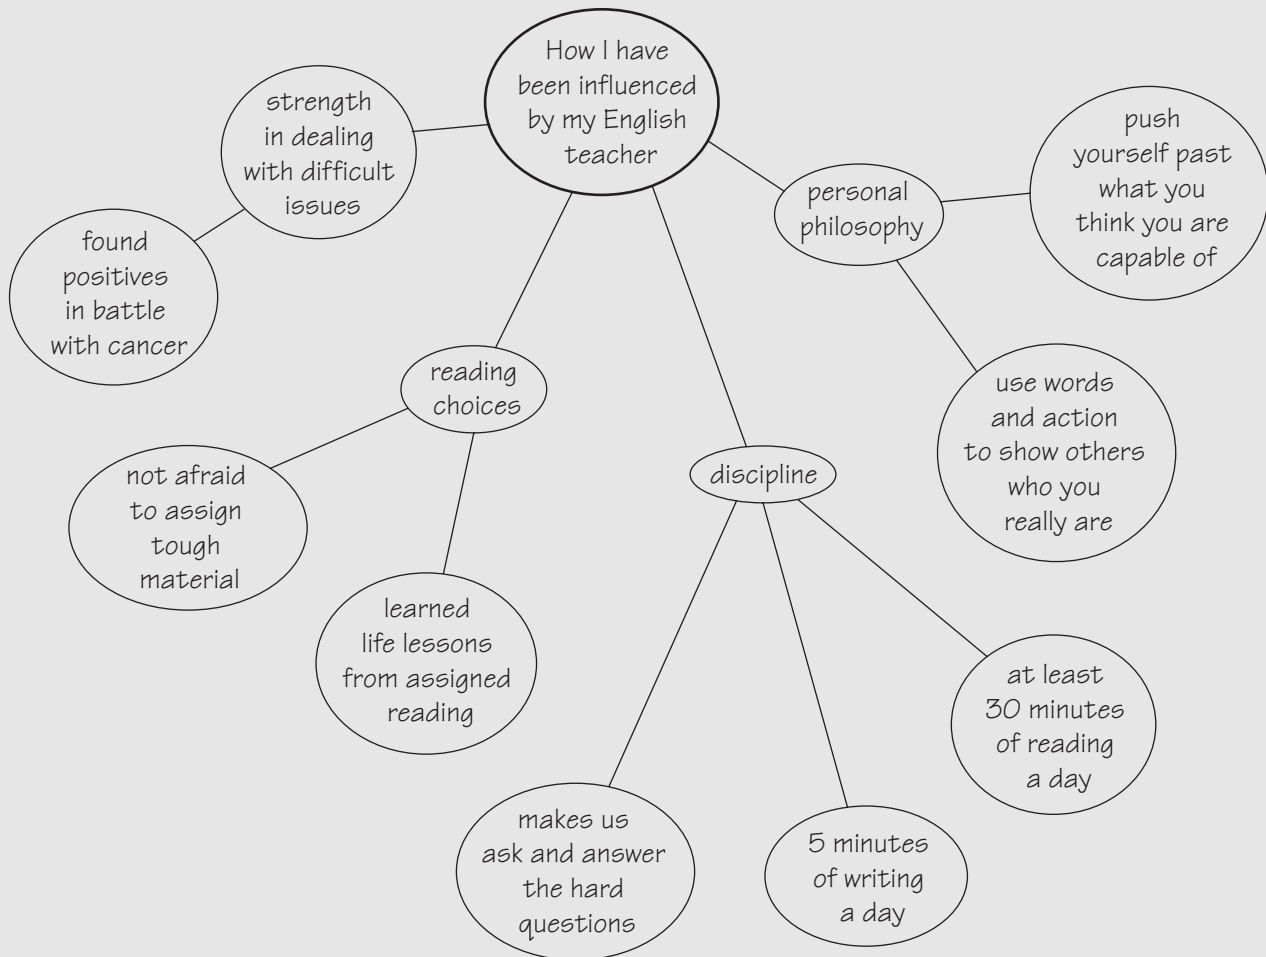 How I have
been influenced
by my English
teacher
strength
in dealing
with difficult
issues
found
positives
in battle
with cancer
reading
choices
not afraid
to assign
tough
material
learned
life lessons
from assigned
reading
discipline
makes us
ask and answer
the hard
questions
5 minutes
of writing
a day
at least
30 minutes
of reading
a day
personal
philosophy
push
yourself past
what you
think you are
capable of
use words
and action
to show others
who you
really are